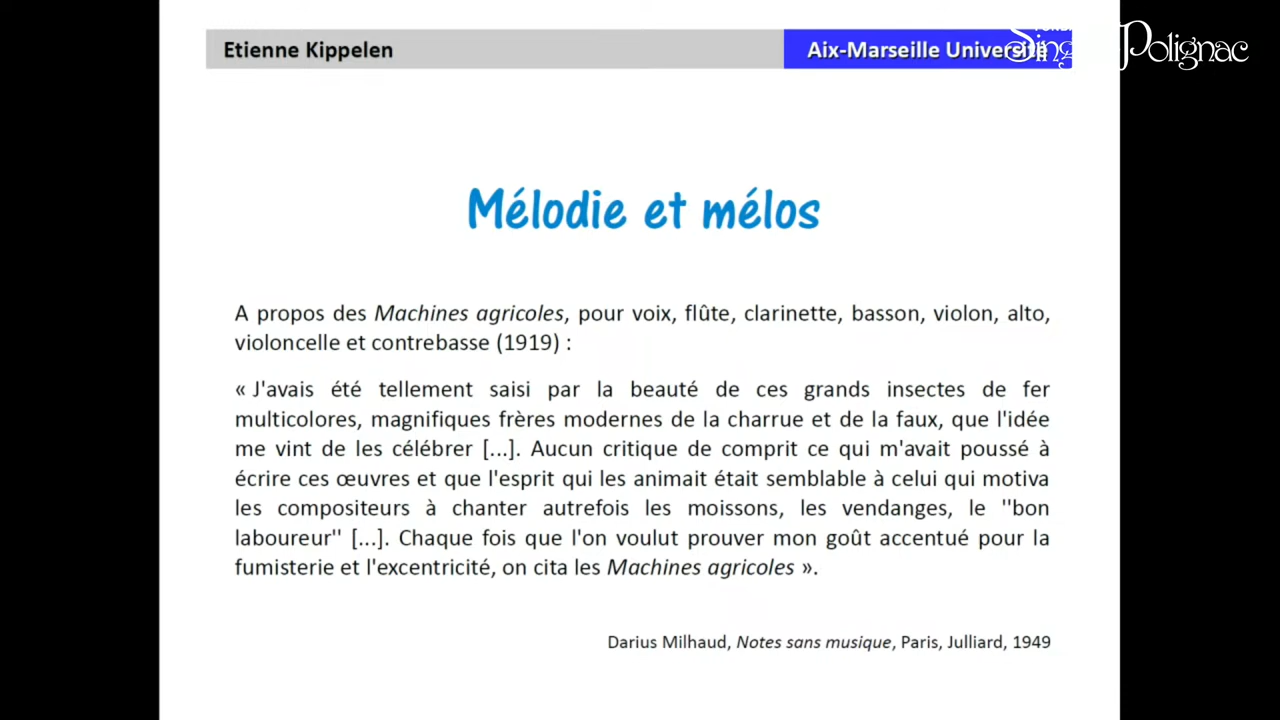 Etienne Kippelen
Aix-Marseille Université
Polignac
Mélodie et mélos
A propos des Machines agricoles, pour voix, flûte, clarinette, basson, violon, alto,
violoncelle et contrebasse (1919) :
« J'avais été tellement saisi par la beauté de ces grands insectes de fer
multicolores, magnifiques frères modernes de la charrue et de la faux, que l'idée
me vint de les célébrer [...]. Aucun critique de comprit ce qui m'avait poussé à
écrire ces œuvres et que l'esprit qui les animait était semblable à celui qui motiva
les compositeurs à chanter autrefois les moissons, les vendanges, le ''bon
laboureur'' [...]. Chaque fois que l'on voulut prouver mon goût accentué pour la
fumisterie et l'excentricité, on cita les Machines agricoles ».
Darius Milhaud, Notes sans musique, Paris, Julliard, 1949